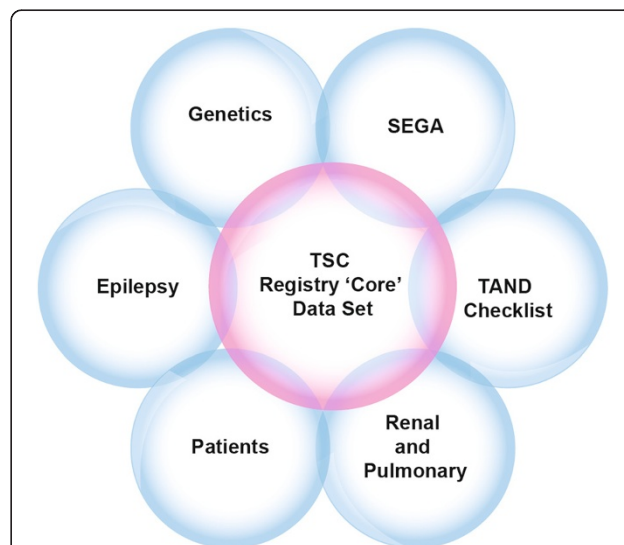 Genetics
SEGA
Epilepsy
TSC
Registry ‘Core’
Data Set
TAND
Checklist
Patients
Renal
and
Pulmonary